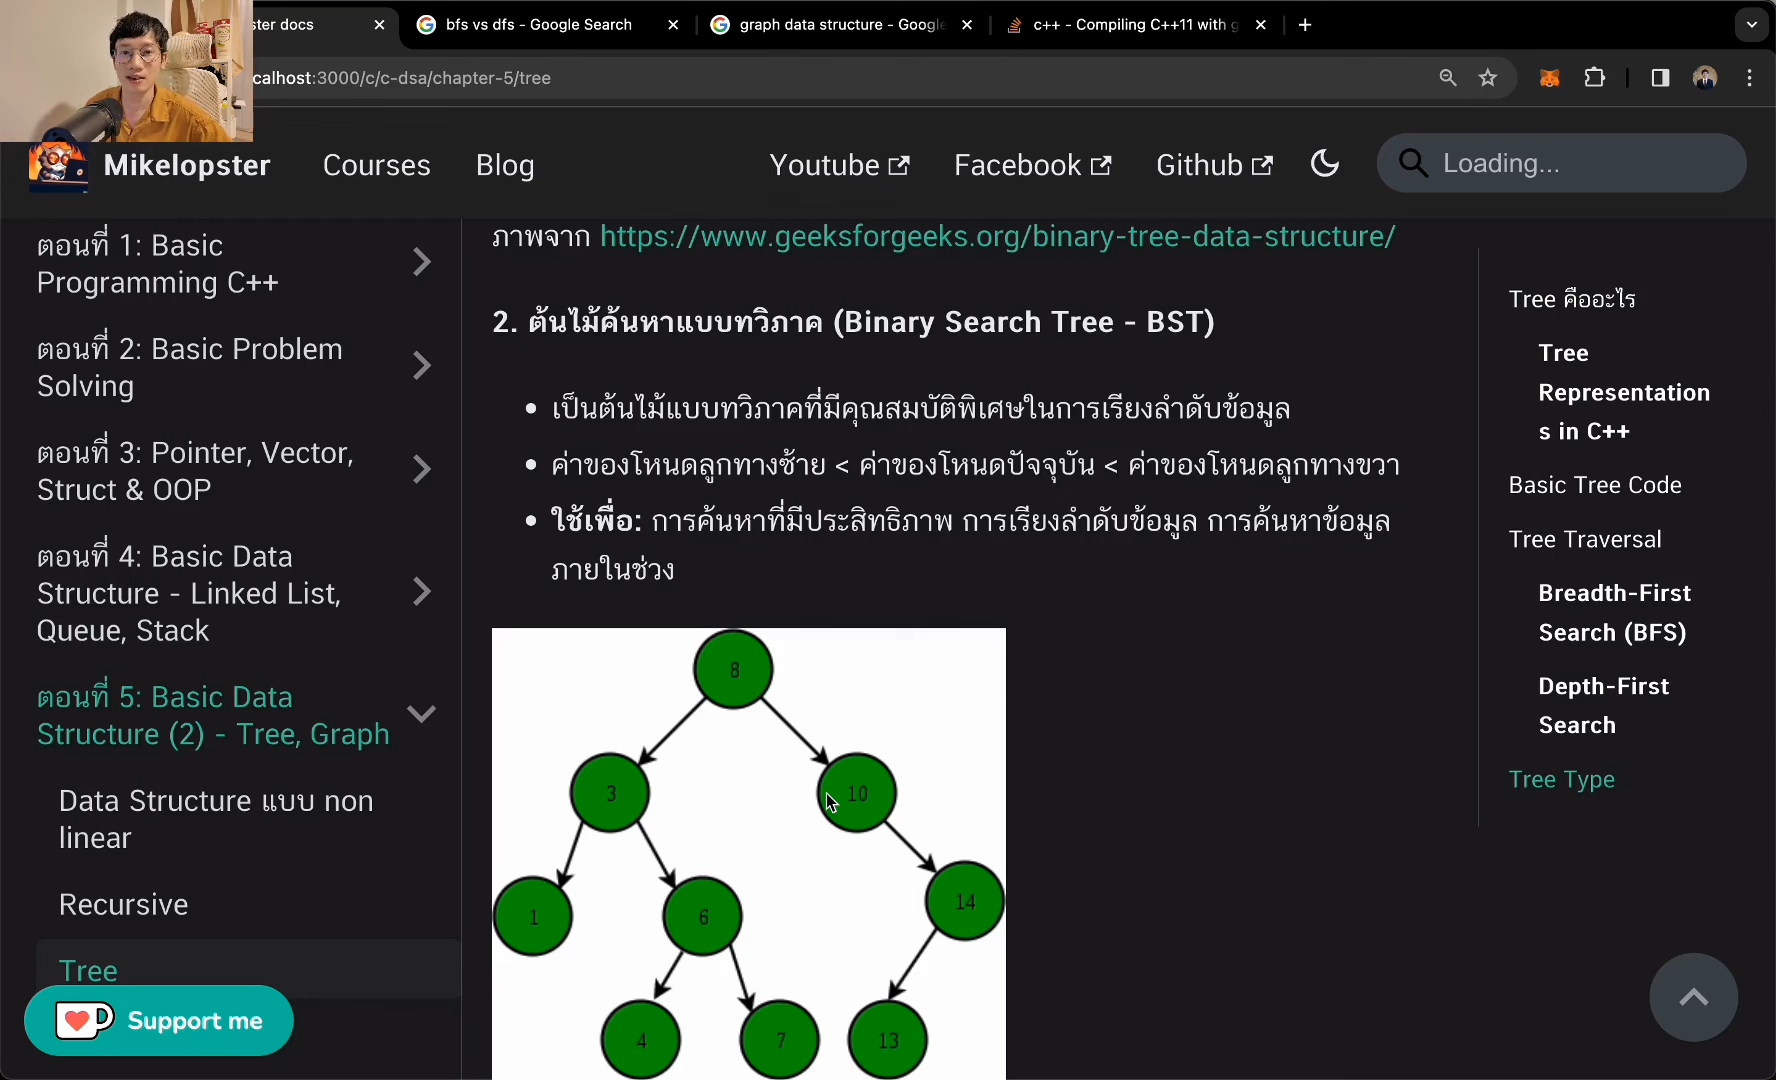 ster docs
bfs vs dfs - Google Search
graph data structure - Google
c++ - Compiling C++11 with g
calhost:3000/c/c-dsa/chapter-5/tree
Mikelopster
Courses
Blog
Youtube
Facebook
Github
Loading...
ตอนที่ 1: Basic
Programming C++
ตอนที่ 2: Basic Problem
Solving
ตอนที่ 3: Pointer, Vector,
Struct & OOP
ตอนที่ 4: Basic Data
Structure - Linked List,
Queue, Stack
ตอนที่ 5: Basic Data
Structure (2) - Tree, Graph
Data Structure แบบ non
linear
Recursive
Tree
Support me
ภาพจาก https://www.geeksforgeeks.org/binary-tree-data-structure/
2. ต้นไม้ค้นหาแบบทวิภาค (Binary Search Tree - BST)
เป็นต้นไม้แบบทวิภาคที่มีคุณสมบัติพิเศษในการเรียงลำดับข้อมูล
ค่าของโหนดลูกทางซ้าย < ค่าของโหนดปัจจุบัน < ค่าของโหนดลูกทางขวา
ใช้เพื่อ: การค้นหาที่มีประสิทธิภาพ การเรียงลำดับข้อมูล การค้นหาข้อมูล
ภายในช่วง
8
3
10
1
6
14
4
7
13
Tree คืออะไร
Tree
Representation
s in C++
Basic Tree Code
Tree Traversal
Breadth-First
Search (BFS)
Depth-First
Search
Tree Type